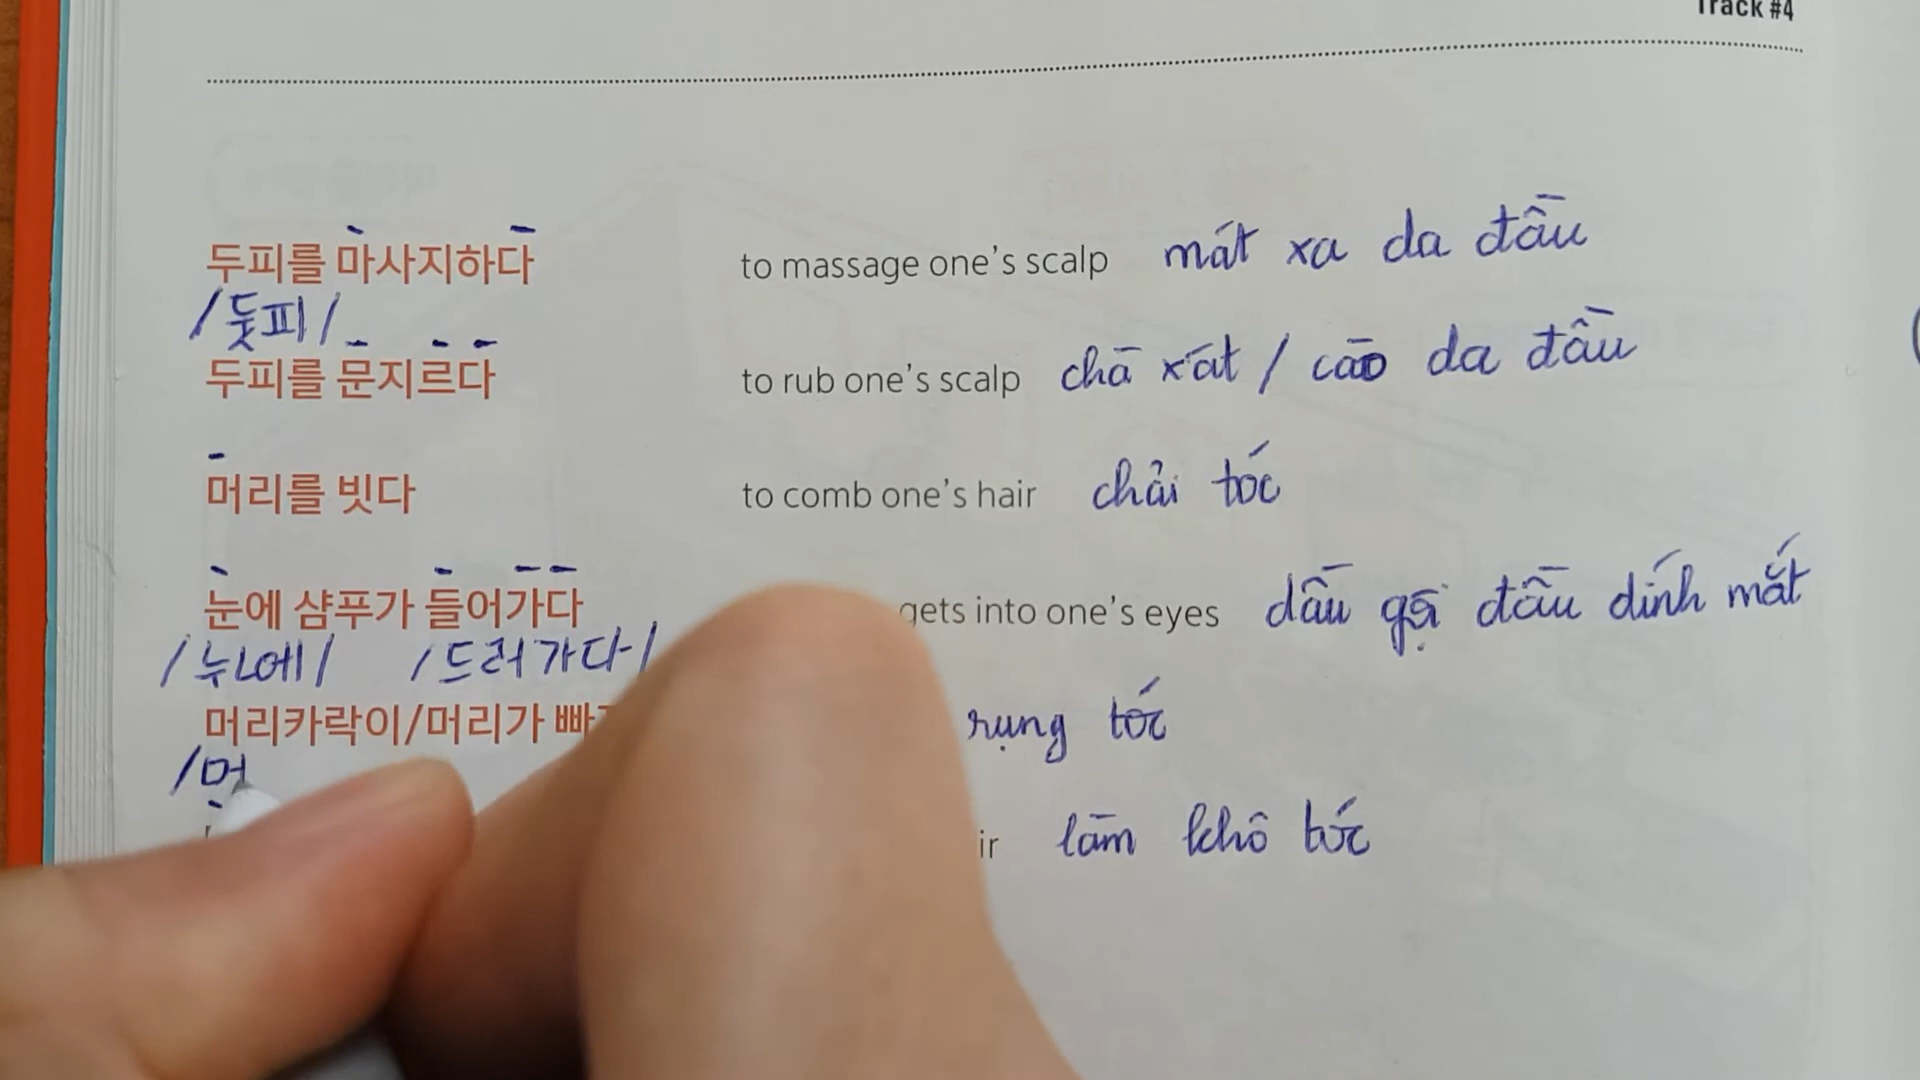 Track #4
두피를 마사지하다 to massage one's scalp mát xa da đầu
/둣피/
두피를 문지르다 to rub one's scalp chà xát / cào da đầu
머리를 빗다 to comb one's hair chải tóc
눈에 샴푸가 들어가다 gets into one's eyes dầu gội đầu dính mắt
/누네/ /드러가다/
머리카락이/머리가 rụng tóc
làm khô tóc